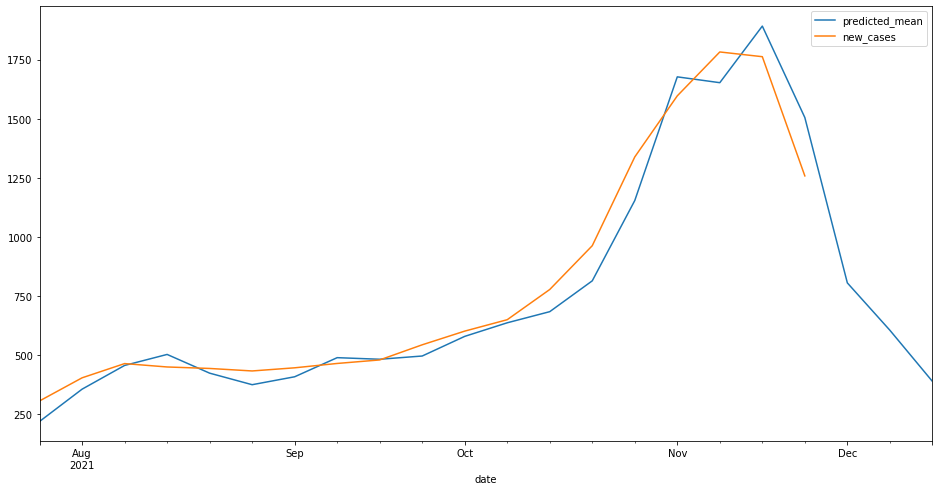 predicted_mean
new_cases
1750
1500
1250
1000
750
500
250
Aug
2021
Sep
Oct
Nov
Dec
date